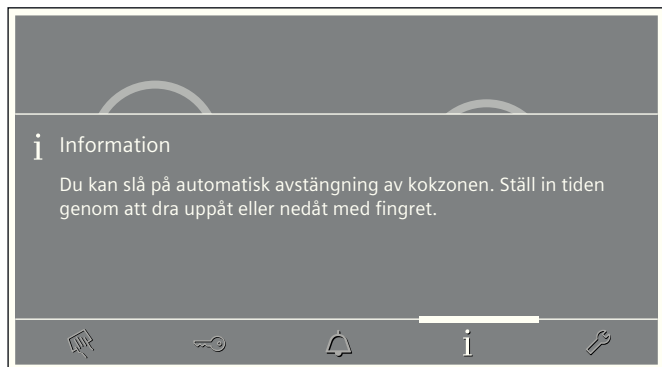 i Information
Du kan slå på automatisk avstängning av kokzonen. Ställ in tiden
genom att dra uppåt eller nedåt med fingret.
i